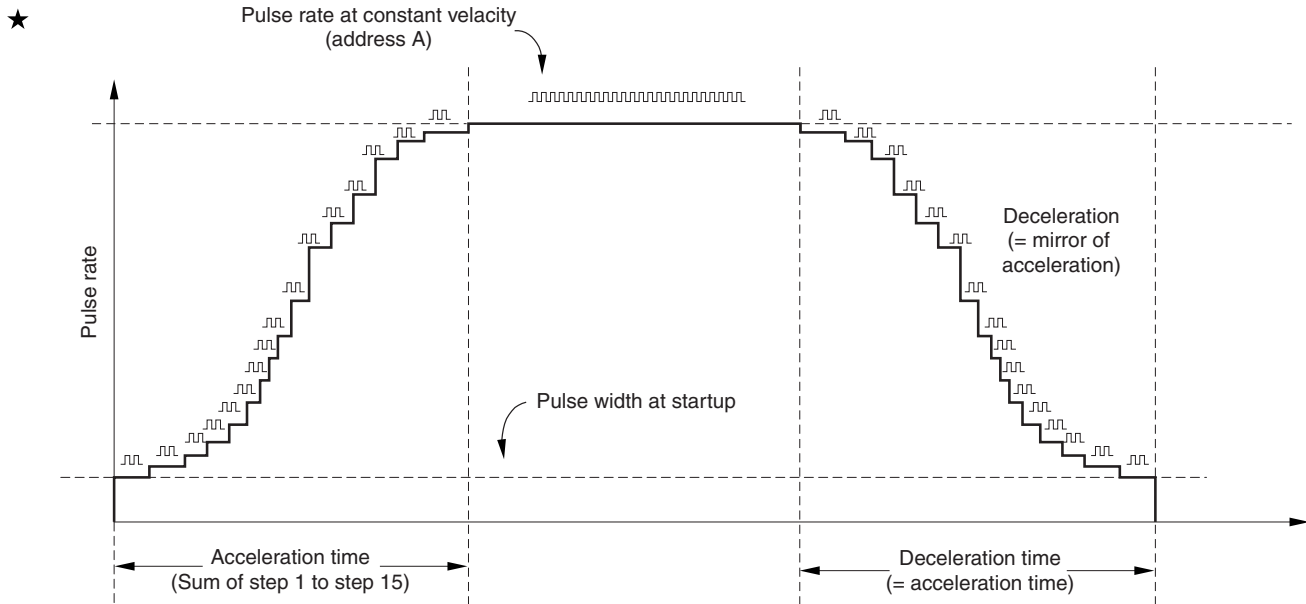 ★
Pulse rate at constant velacity
(address A)
Pulse rate
Deceleration
(= mirror of
acceleration)
Pulse width at startup
Acceleration time
(Sum of step 1 to step 15)
Deceleration time
(= acceleration time)